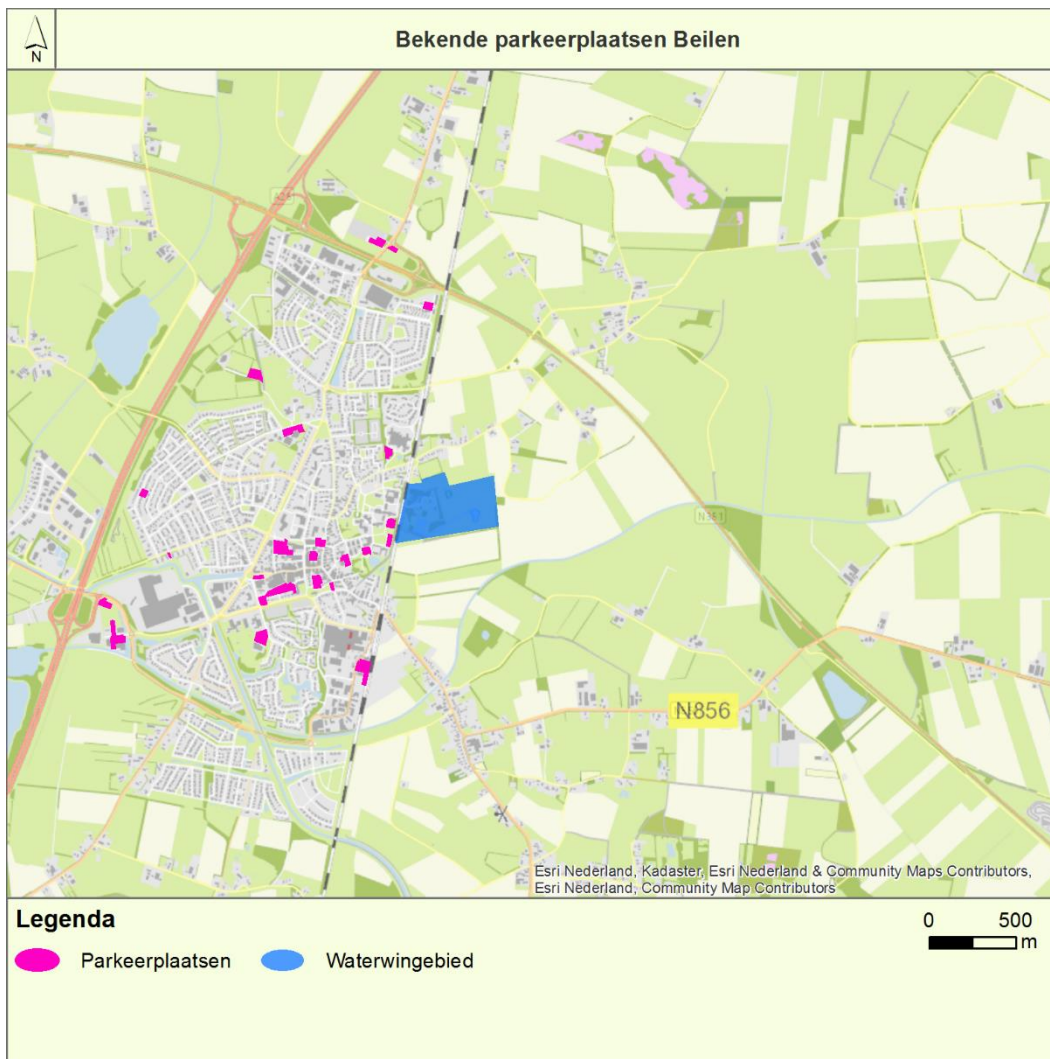 N
Bekende parkeerplaatsen Beilen
N381
N856
Esri Nederland, Kadaster, Esri Nederland & Community Maps Contributors,
Esri Nederland, Community Map Contributors
Legenda
Parkeerplaatsen
Waterwingebied
0 500
m